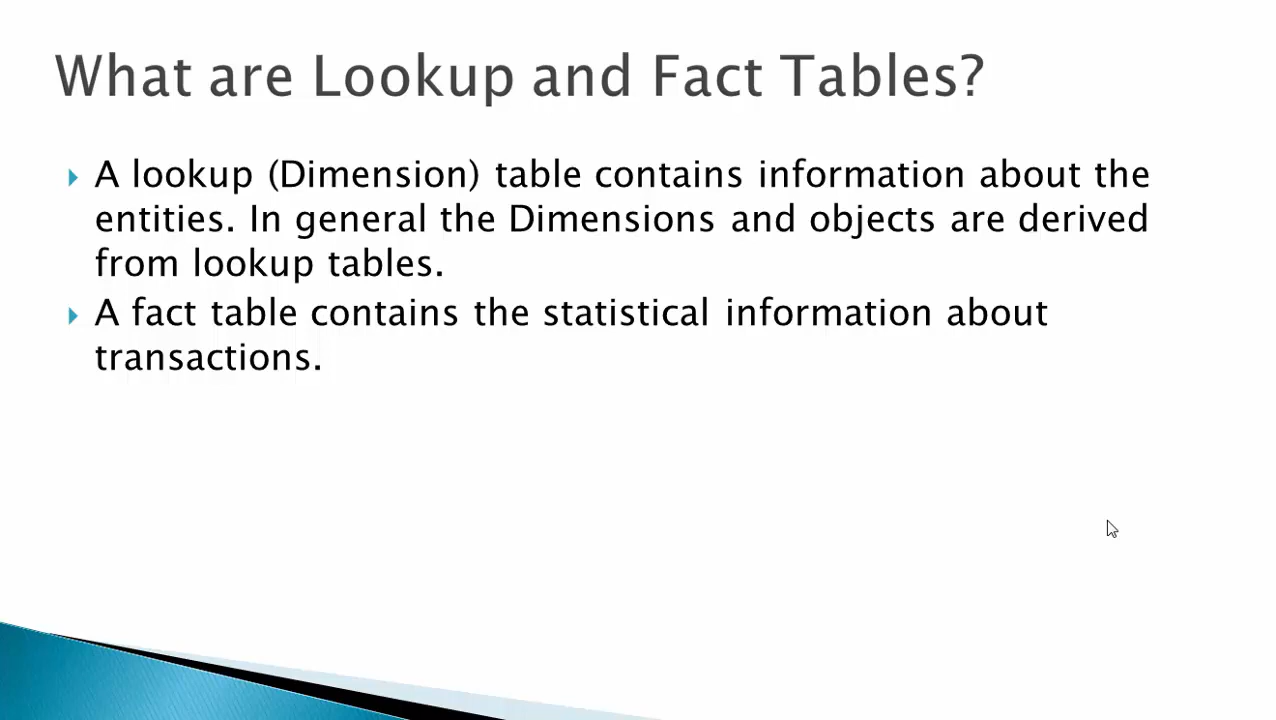 What are Lookup and Fact Tables?
A lookup (Dimension) table contains information about the
entities. In general the Dimensions and objects are derived
from lookup tables.
A fact table contains the statistical information about
transactions.